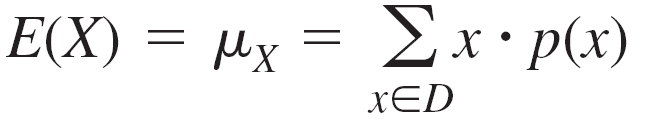 E(X) = μ_X = ∑ x · p(x)
x∈D